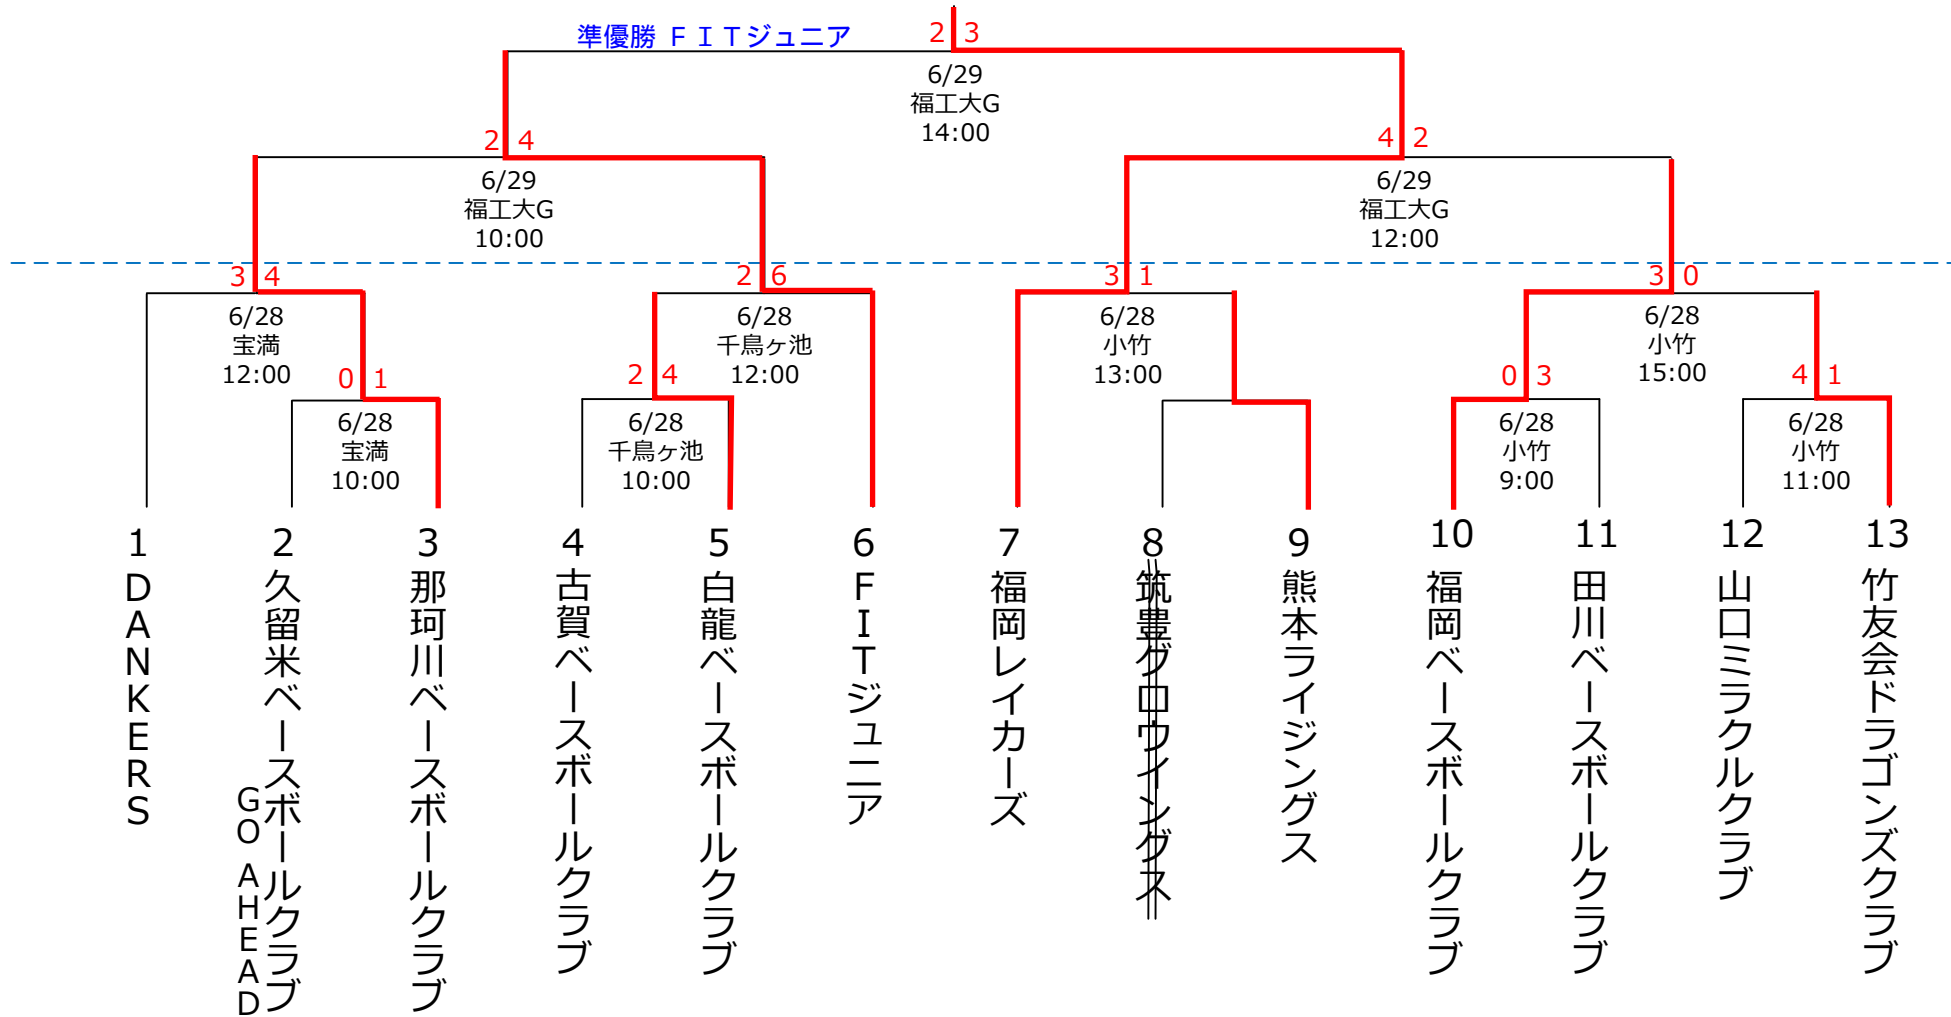 準優勝 ＦＩＴジュニア
2 3
6/29
福工大G
14:00
2 4
4 2
6/29
福工大G
10:00
6/29
福工大G
12:00
3 4
2 6
3 1
3 0
6/28
宝満
12:00
6/28
千鳥ヶ池
12:00
6/28
小竹
13:00
6/28
小竹
15:00
0 1
2 4
0 3
4 1
6/28
宝満
10:00
6/28
千鳥ヶ池
10:00
6/28
小竹
9:00
6/28
小竹
11:00
1
ＤＡＮＫＥＲＳ
2
久留米ベースボールクラブ
ＧＯ ＡＨＥＡＤ
3
那珂川ベースボールクラブ
4
古賀ベースボールクラブ
5
白龍ベースボールクラブ
6
ＦＩＴジュニア
7
福岡レイカーズ
8
筑豊グロウイングス
9
熊本ライジングス
10
福岡ベースボールクラブ
11
田川ベースボールクラブ
12
山口ミラクルクラブ
13
竹友会ドラゴンズクラブ